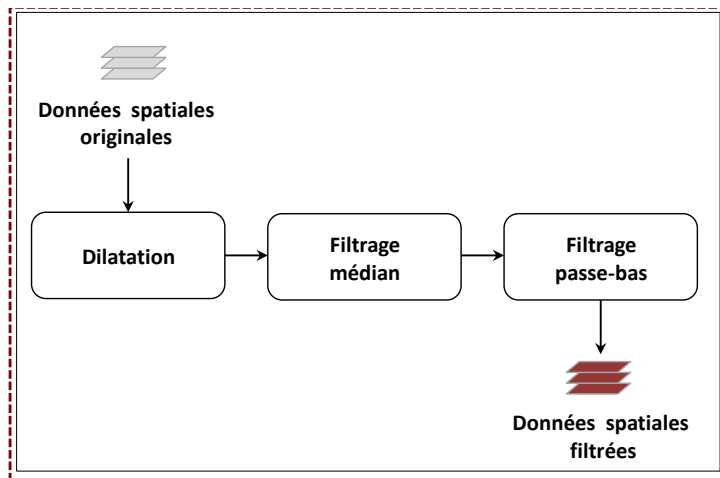 Données spatiales
originales
Dilatation
Filtrage
médian
Filtrage
passe-bas
Données spatiales
filtrées